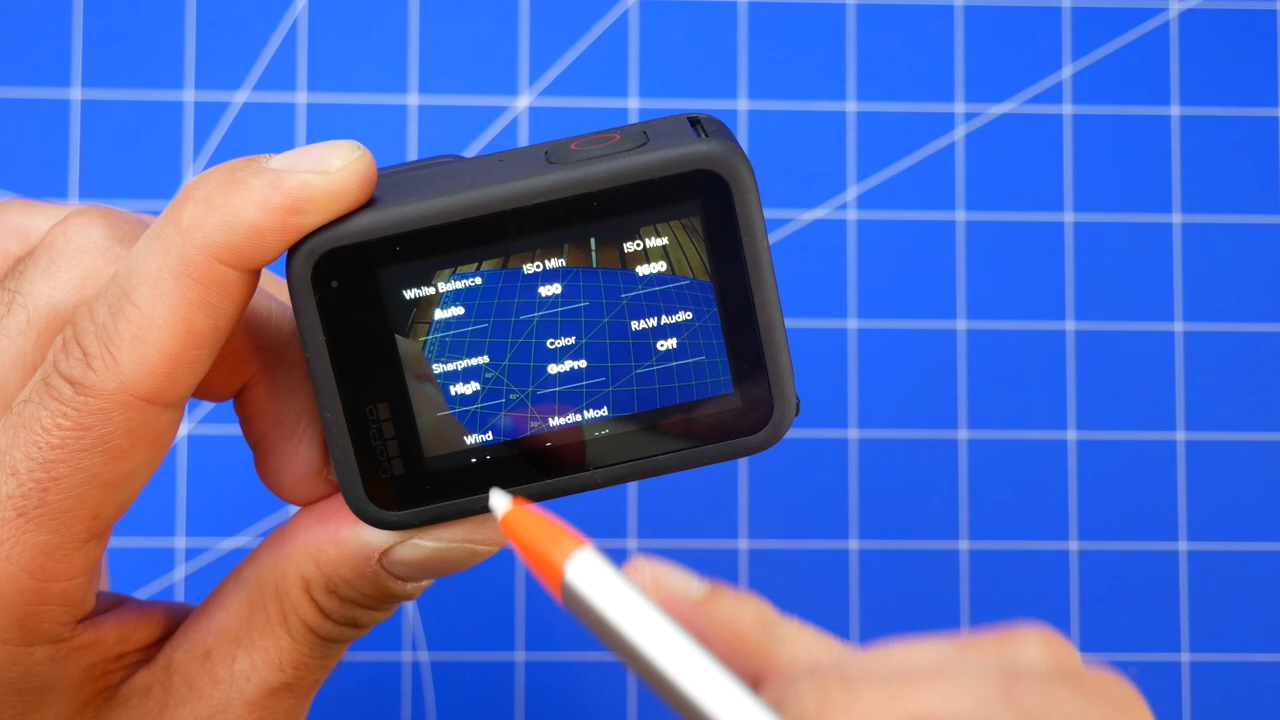 White Balance
Auto
ISO Min
100
ISO Max
1600
Sharpness
High
Color
GoPro
RAW Audio
Off
Wind
Media Mod
45°
GoPro